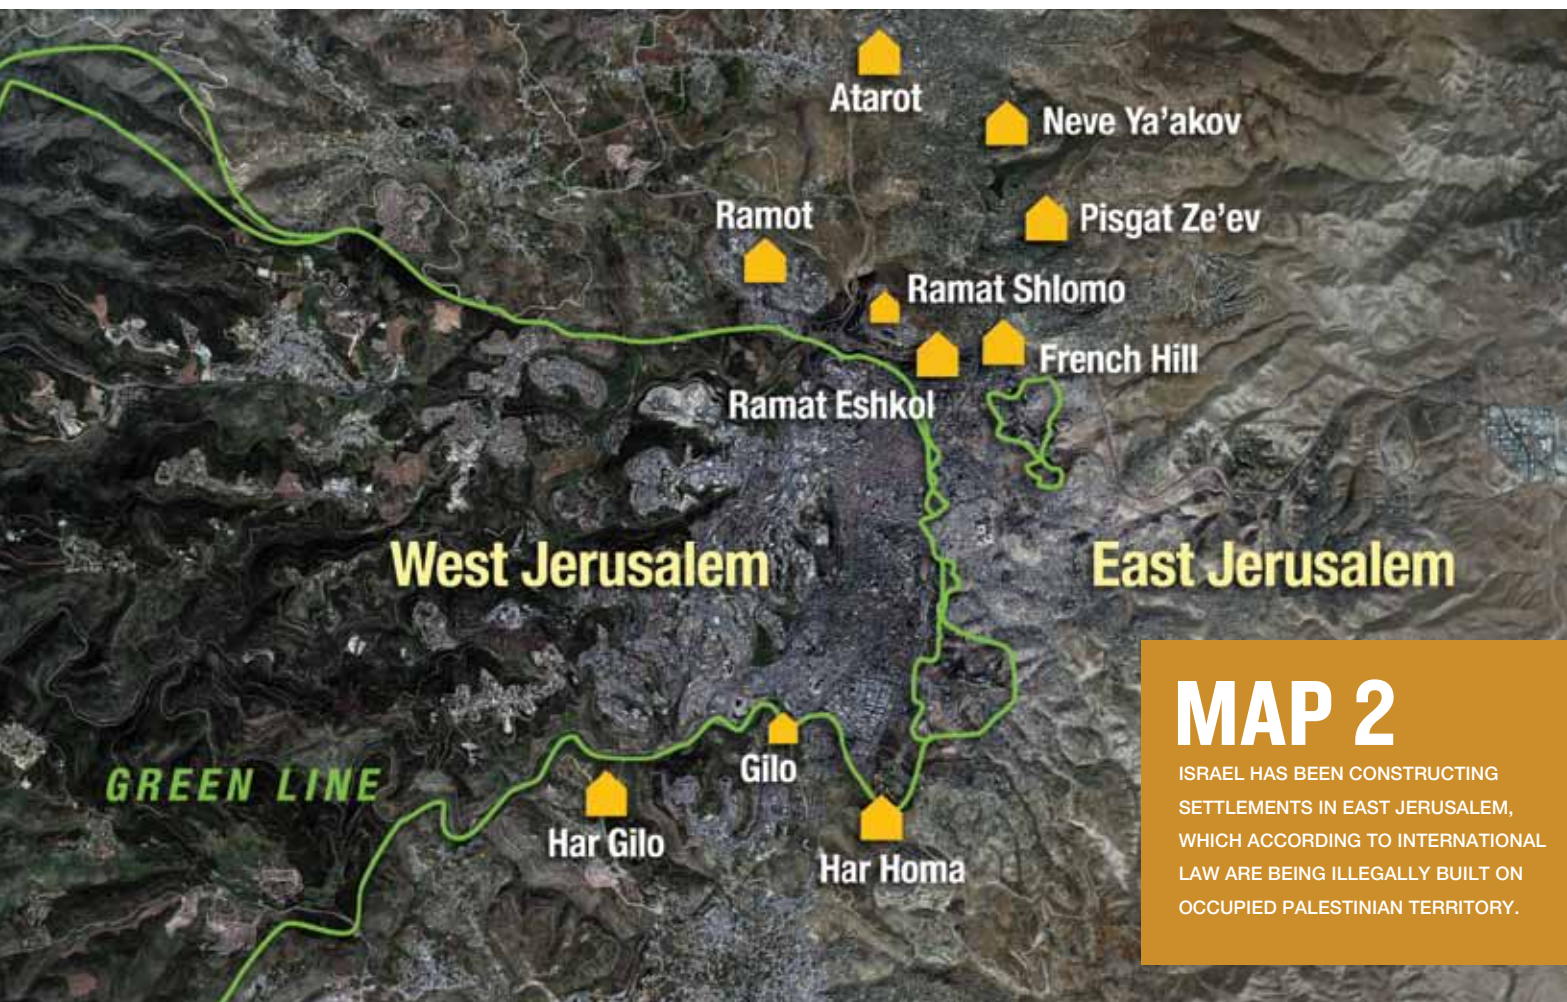 Atarot
Neve Ya'akov
Ramot
Pisgat Ze'ev
Ramat Shlomo
French Hill
Ramat Eshkol
West Jerusalem
East Jerusalem
GREEN LINE
Gilo
Har Gilo
Har Homa
MAP 2
ISRAEL HAS BEEN CONSTRUCTING
SETTLEMENTS IN EAST JERUSALEM,
WHICH ACCORDING TO INTERNATIONAL
LAW ARE BEING ILLEGALLY BUILT ON
OCCUPIED PALESTINIAN TERRITORY.